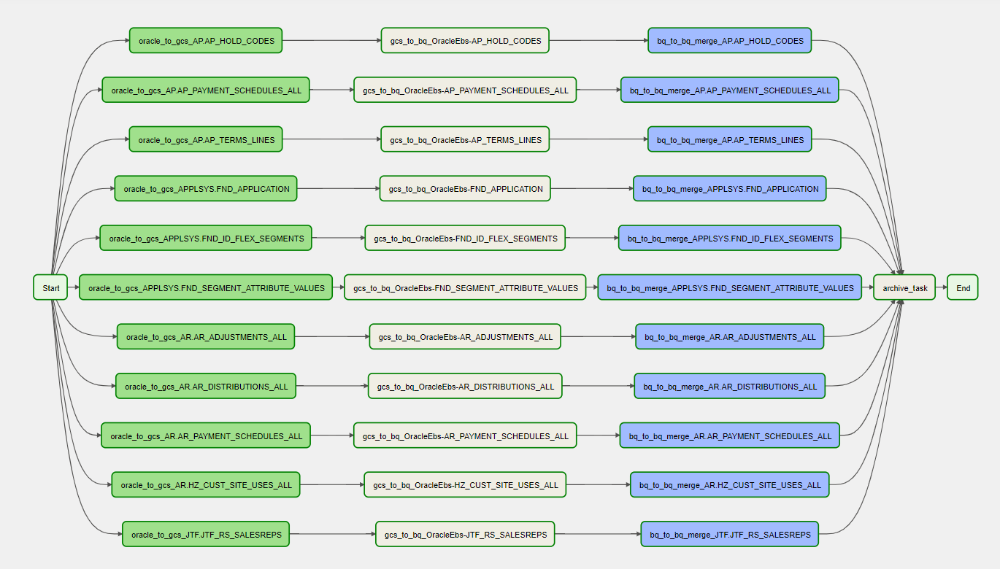 oracle_to_gcs_AP.AP_HOLD_CODES
gcs_to_bq_OracleEbs-AP_HOLD_CODES
bq_to_bq_merge_AP.AP_HOLD_CODES
oracle_to_gcs_AP.AP_PAYMENT_SCHEDULES_ALL
gcs_to_bq_OracleEbs-AP_PAYMENT_SCHEDULES_ALL
bq_to_bq_merge_AP.AP_PAYMENT_SCHEDULES_ALL
oracle_to_gcs_AP.AP_TERMS_LINES
gcs_to_bq_OracleEbs-AP_TERMS_LINES
bq_to_bq_merge_AP.AP_TERMS_LINES
oracle_to_gcs_APPLSYS.FND_APPLICATION
gcs_to_bq_OracleEbs-FND_APPLICATION
bq_to_bq_merge_APPLSYS.FND_APPLICATION
oracle_to_gcs_APPLSYS.FND_ID_FLEX_SEGMENTS
gcs_to_bq_OracleEbs-FND_ID_FLEX_SEGMENTS
bq_to_bq_merge_APPLSYS.FND_ID_FLEX_SEGMENTS
Start
oracle_to_gcs_APPLSYS.FND_SEGMENT_ATTRIBUTE_VALUES
gcs_to_bq_OracleEbs-FND_SEGMENT_ATTRIBUTE_VALUES
bq_to_bq_merge_APPLSYS.FND_SEGMENT_ATTRIBUTE_VALUES
archive_task
End
oracle_to_gcs_AR.AR_ADJUSTMENTS_ALL
gcs_to_bq_OracleEbs-AR_ADJUSTMENTS_ALL
bq_to_bq_merge_AR.AR_ADJUSTMENTS_ALL
oracle_to_gcs_AR.AR_DISTRIBUTIONS_ALL
gcs_to_bq_OracleEbs-AR_DISTRIBUTIONS_ALL
bq_to_bq_merge_AR.AR_DISTRIBUTIONS_ALL
oracle_to_gcs_AR.AR_PAYMENT_SCHEDULES_ALL
gcs_to_bq_OracleEbs-AR_PAYMENT_SCHEDULES_ALL
bq_to_bq_merge_AR.AR_PAYMENT_SCHEDULES_ALL
oracle_to_gcs_AR.HZ_CUST_SITE_USES_ALL
gcs_to_bq_OracleEbs-HZ_CUST_SITE_USES_ALL
bq_to_bq_merge_AR.HZ_CUST_SITE_USES_ALL
oracle_to_gcs_JTF.JTF_RS_SALESREPS
gcs_to_bq_OracleEbs-JTF_RS_SALESREPS
bq_to_bq_merge_JTF.JTF_RS_SALESREPS